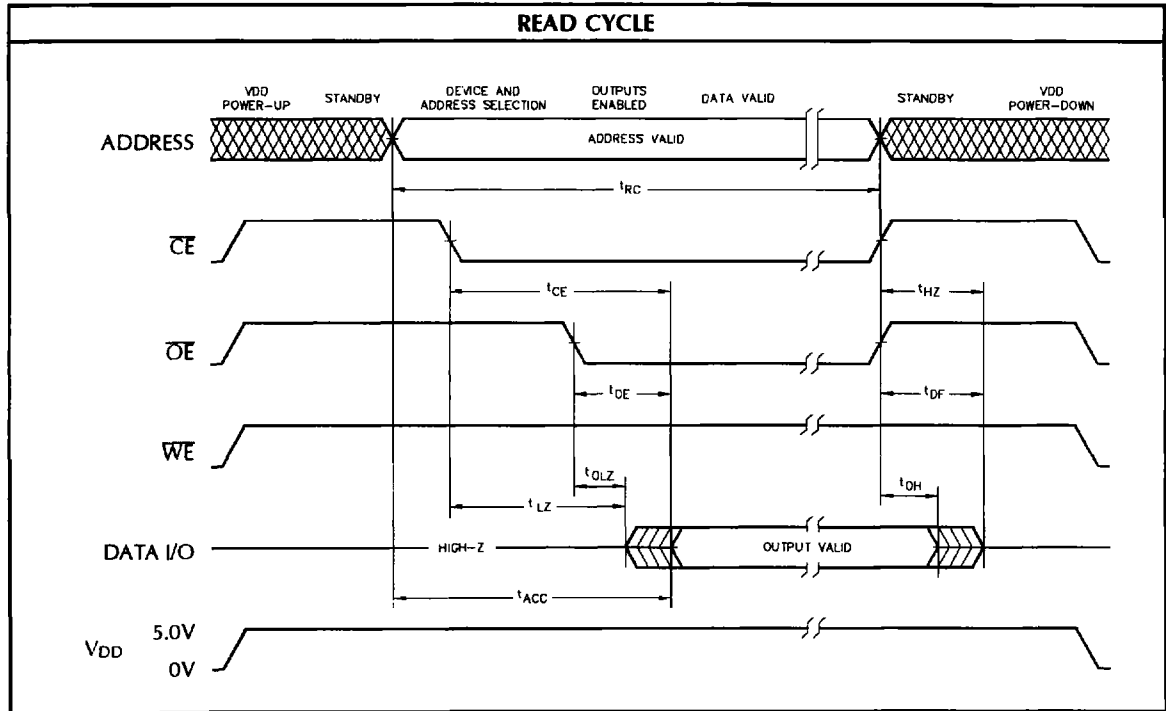 READ CYCLE
VDD POWER-UP
STANDBY
DEVICE AND ADDRESS SELECTION
OUTPUTS ENABLED
DATA VALID
STANDBY
VDD POWER-DOWN
ADDRESS
ADDRESS VALID
tRC
CE
tCE
tHZ
OE
tOE
tDF
WE
tOLZ
tLZ
tOH
DATA I/O
HIGH-Z
OUTPUT VALID
tACC
VDD
5.0V
0V